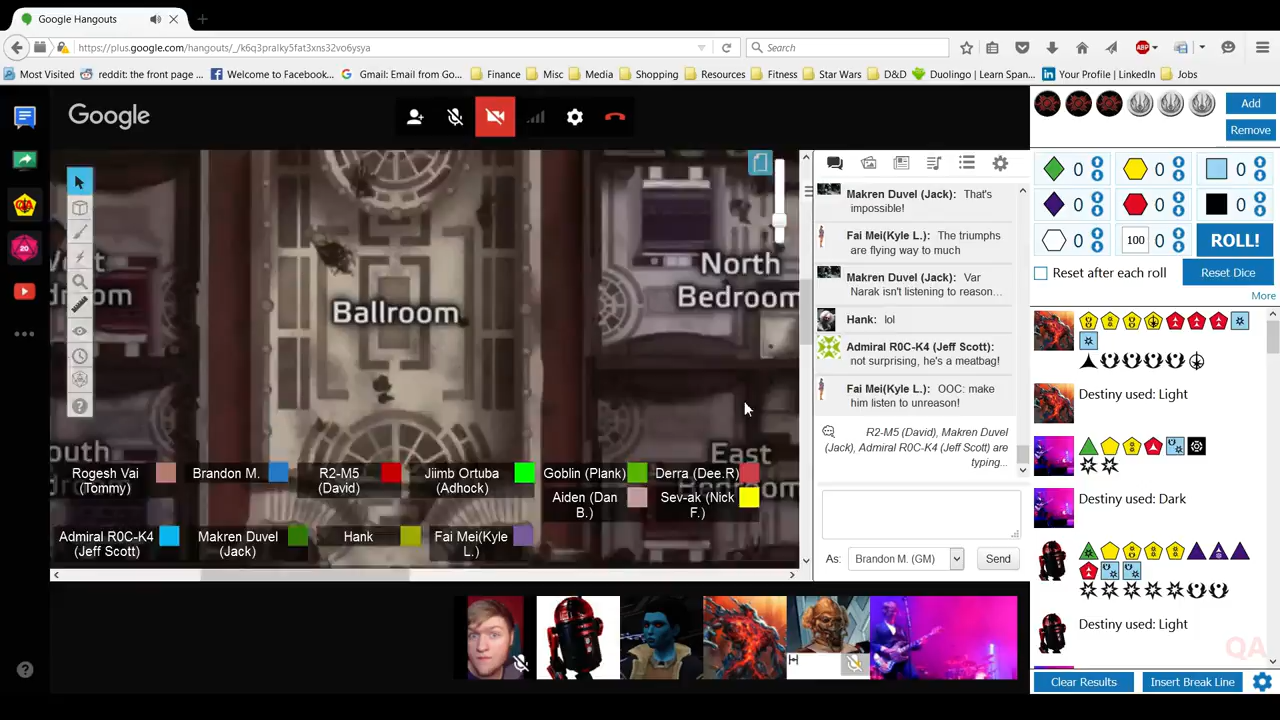 Google Hangouts
https://plus.google.com/hangouts/_/k6q3pralky5fat3xns32vo6ysya
Search
ABP
Most Visited
reddit: the front page ...
Welcome to Facebook...
Gmail: Email from Go...
Finance
Misc
Media
Shopping
Resources
Fitness
Star Wars
D&D
Duolingo | Learn Span...
Your Profile | LinkedIn
Jobs
Google
Add
Remove
0
0
0
0
0
0
0
100
0
ROLL!
Reset after each roll
Reset Dice
More
20
Ballroom
North
Bedroom
East
Makren Duvel (Jack): That's
impossible!
Fai Mei(Kyle L.): The triumphs
are flying way to much
Makren Duvel (Jack): Var
Narak isn't listening to reason...
Hank: lol
Admiral R0C-K4 (Jeff Scott):
not surprising, he's a meatbag!
Fai Mei(Kyle L.): OOC: make
him listen to unreason!
R2-M5 (David), Makren Duvel
(Jack), Admiral R0C-K4 (Jeff Scott) are
typing...
As:
Brandon M. (GM)
Send
Rogesh Vai
(Tommy)
Brandon M.
R2-M5
(David)
Jiimb Ortuba
(Adhock)
Goblin (Plank)
Derra (Dee.R)
Aiden (Dan
B.)
Sev-ak (Nick
F.)
Admiral R0C-K4
(Jeff Scott)
Makren Duvel
(Jack)
Hank
Fai Mei(Kyle
L.)
Destiny used: Light
Destiny used: Dark
Destiny used: Light
QA
Clear Results
Insert Break Line